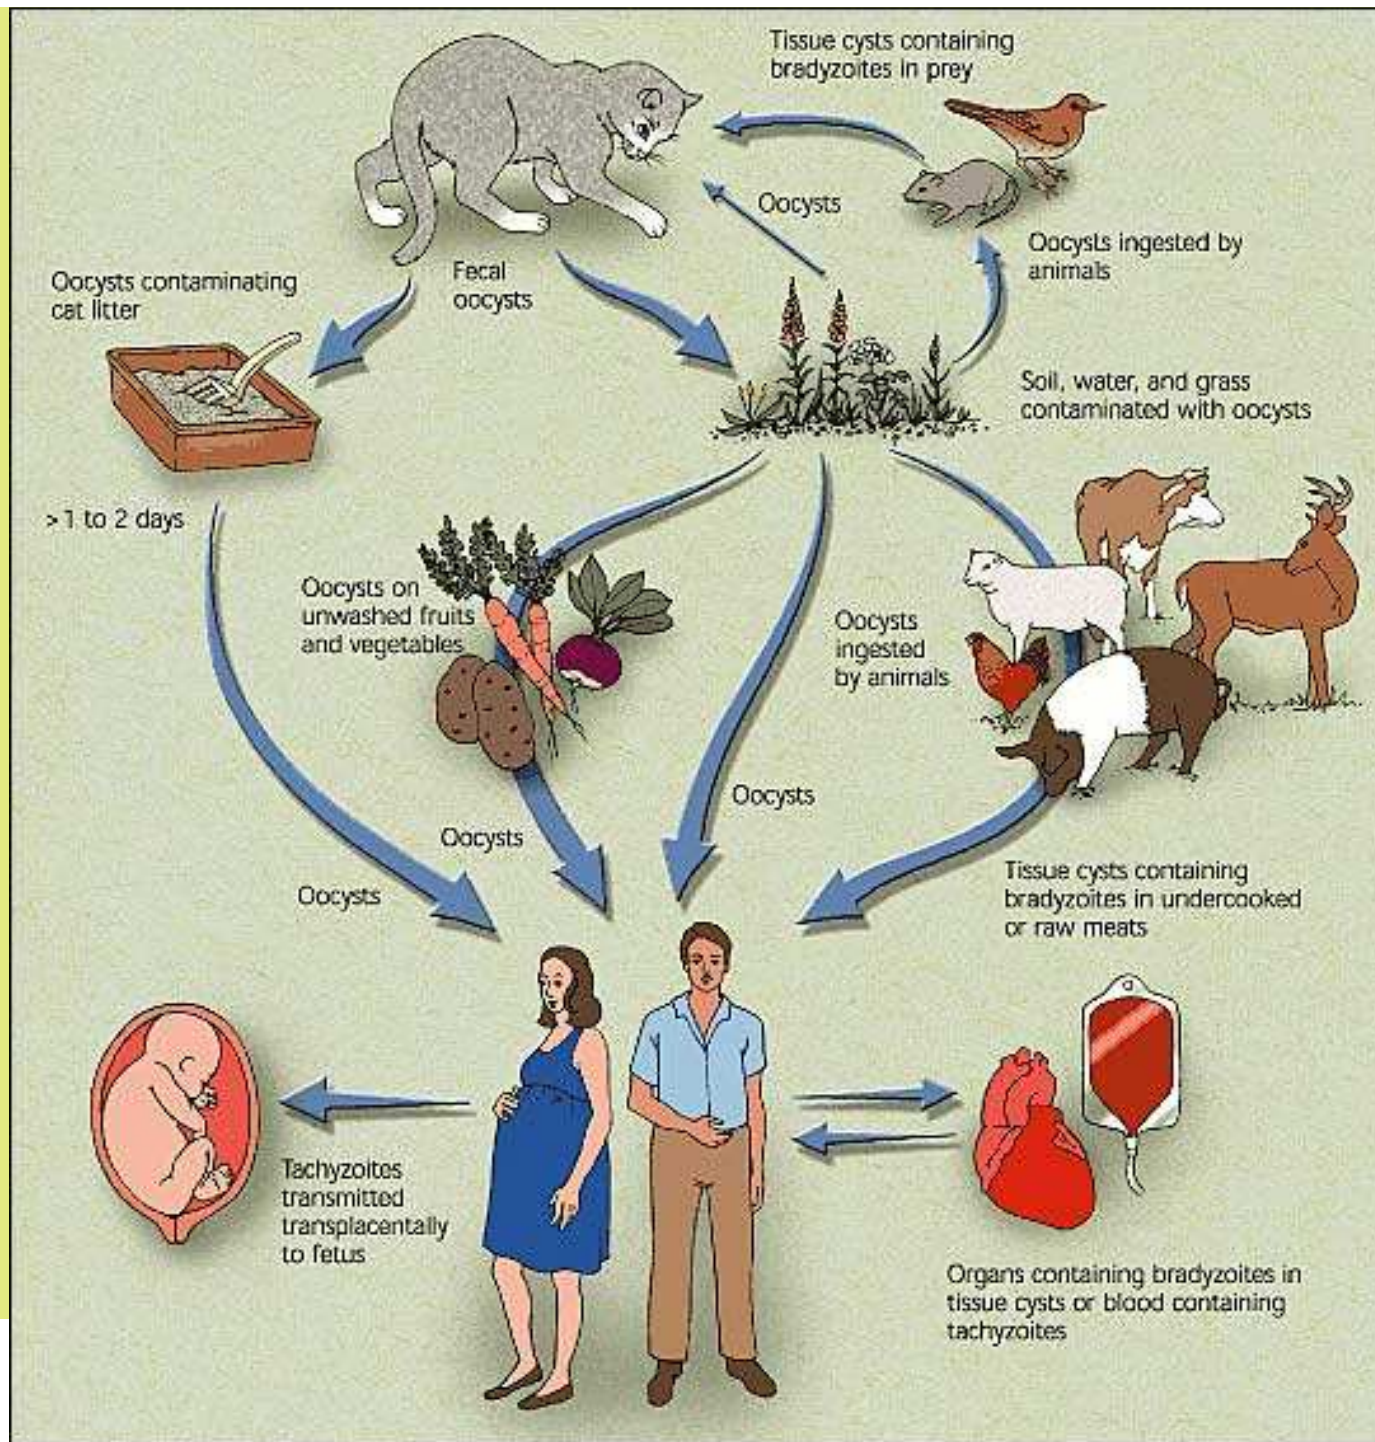 Tissue cysts containing
bradyzoites in prey
Oocysts
Oocysts ingested by
animals
Fecal
oocysts
Oocysts contaminating
cat litter
Soil, water, and grass
contaminated with oocysts
>1 to 2 days
Oocysts on
unwashed fruits
and vegetables
Oocysts
ingested
by animals
Oocysts
Oocysts
Oocysts
Tissue cysts containing
bradyzoites in undercooked
or raw meats
Tachyzoites
transmitted
transplacentally
to fetus
Organs containing bradyzoites in
tissue cysts or blood containing
tachyzoites